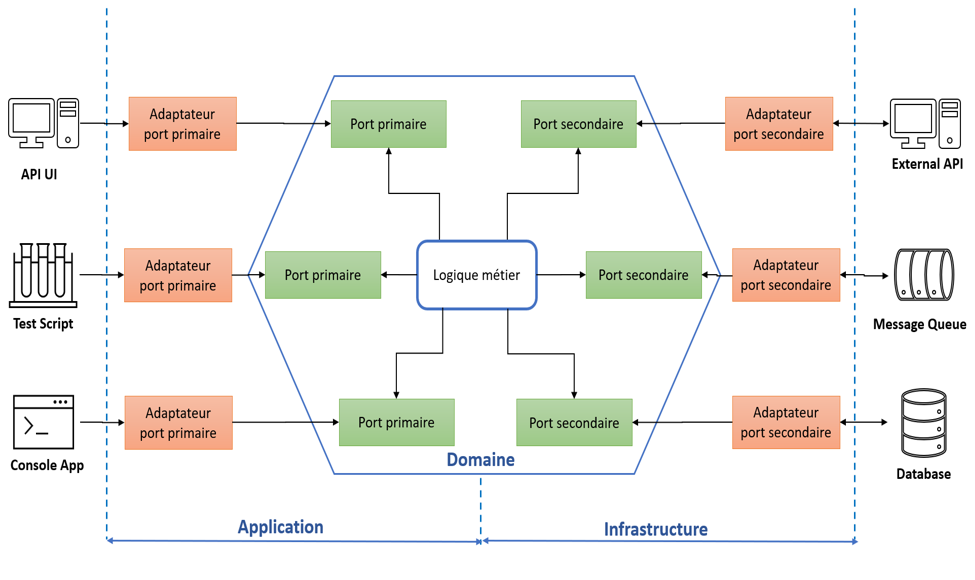 Adaptateur
port primaire
Port primaire
Port secondaire
Adaptateur
port secondaire
API UI
External API
Adaptateur
port primaire
Port primaire
Logique métier
Port secondaire
Adaptateur
port secondaire
Test Script
Message Queue
Adaptateur
port primaire
Port primaire
Port secondaire
Adaptateur
port secondaire
Console App
Domaine
Database
Application
Infrastructure